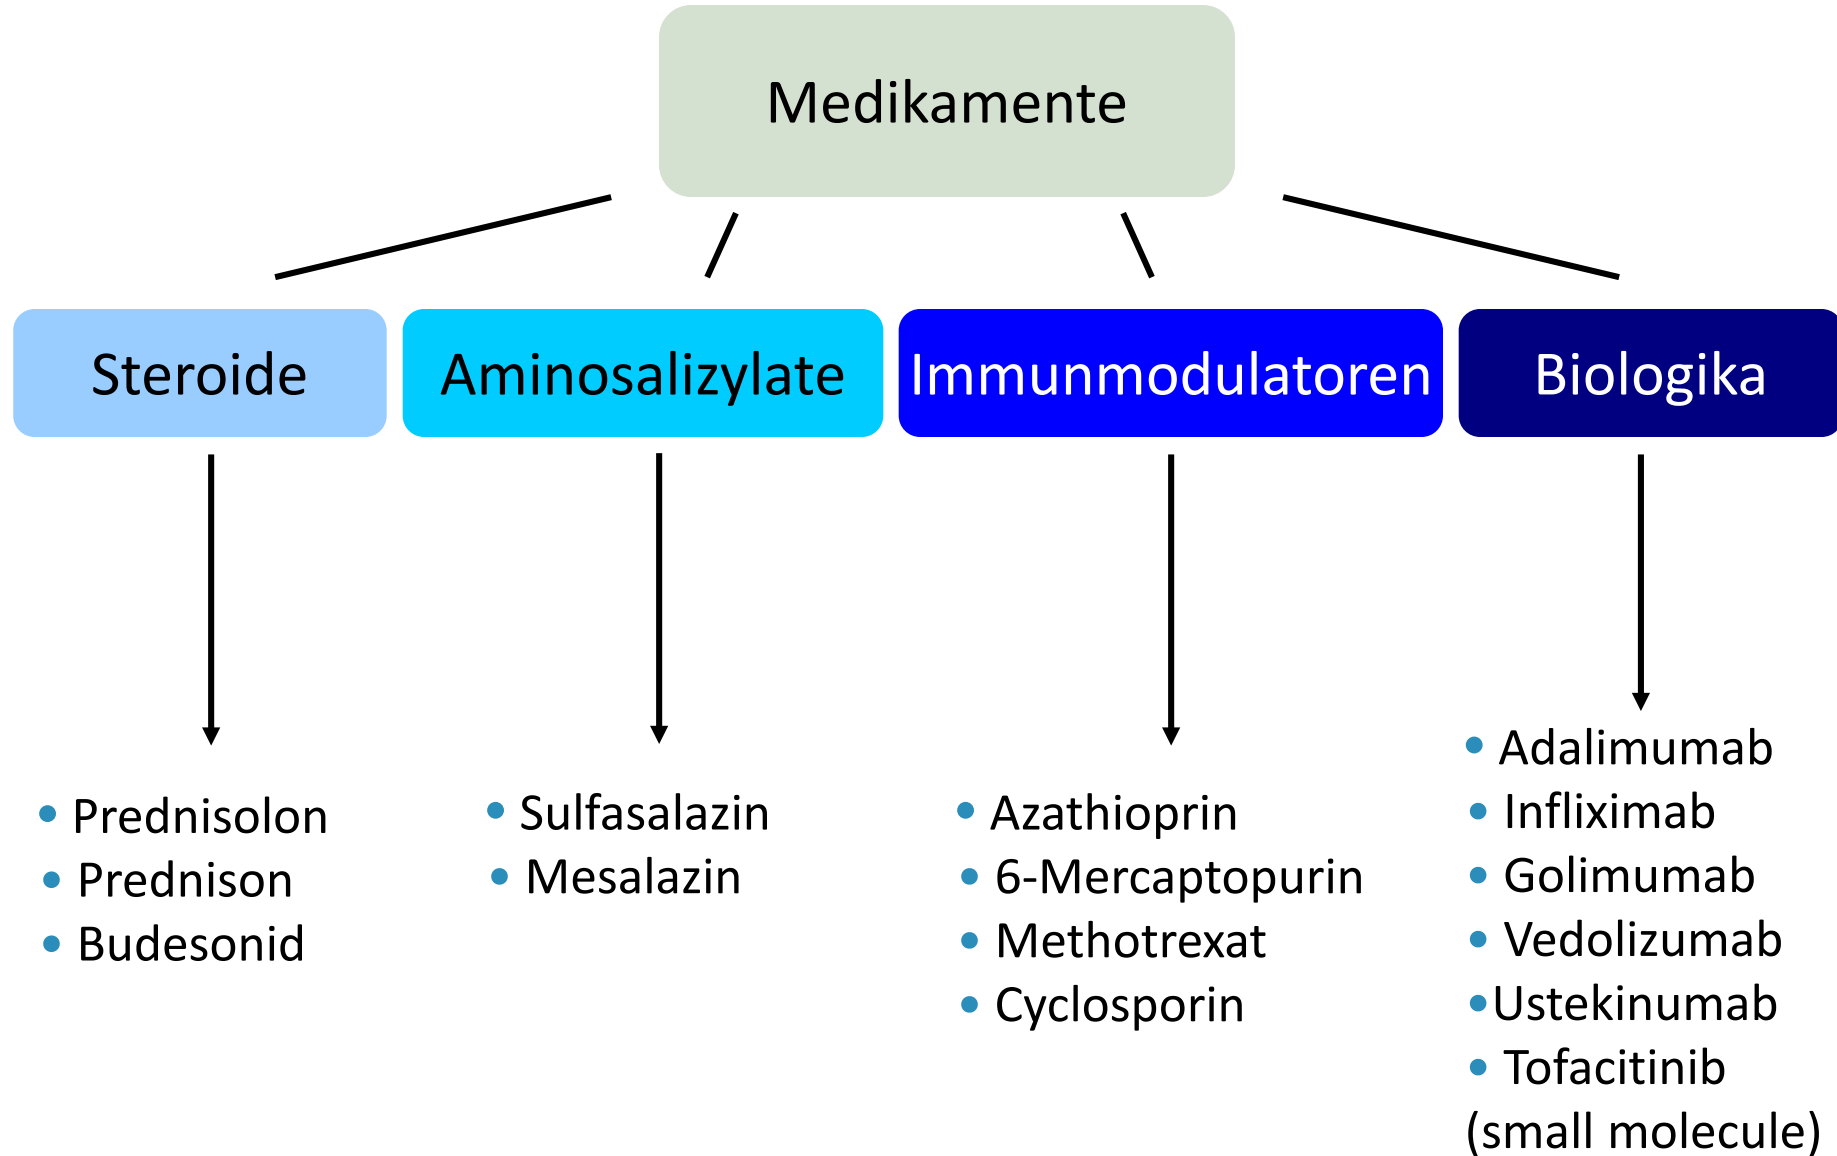 Medikamente
Steroide
Aminosalizylate
Immunmodulatoren
Biologika
• Prednisolon
• Prednison
• Budesonid
• Sulfasalazin
• Mesalazin
• Azathioprin
• 6-Mercaptopurin
• Methotrexat
• Cyclosporin
• Adalimumab
• Infliximab
• Golimumab
• Vedolizumab
•Ustekinumab
• Tofacitinib
(small molecule)